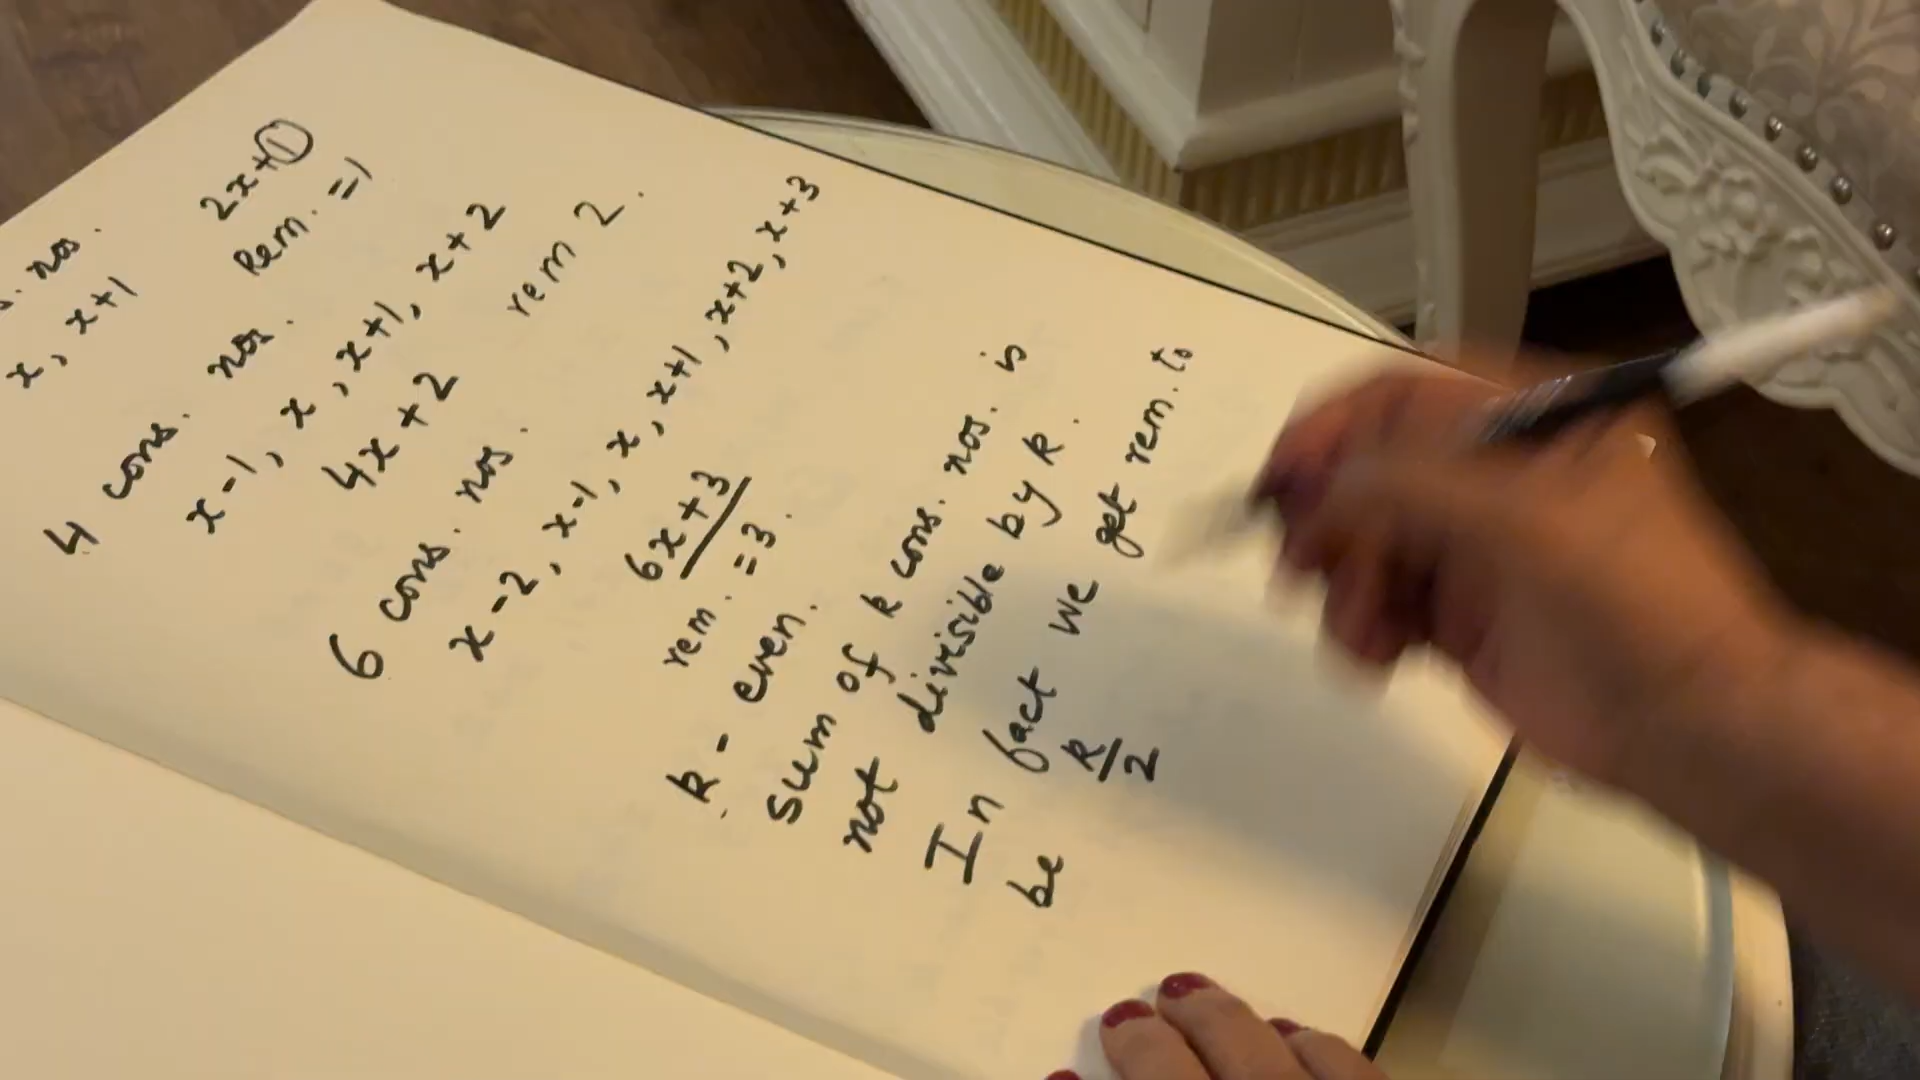 nos.
x, x+1
2x+1
Rem. = 1
4 cons. nos.
x-1, x, x+1, x+2
4x+2
rem 2.
6 cons. nos.
x-2, x-1, x, x+1, x+2, x+3
6x+3
rem. = 3.
k - even.
sum of k cons. nos. is
not divisible by k.
In fact we get rem. to
be k/2